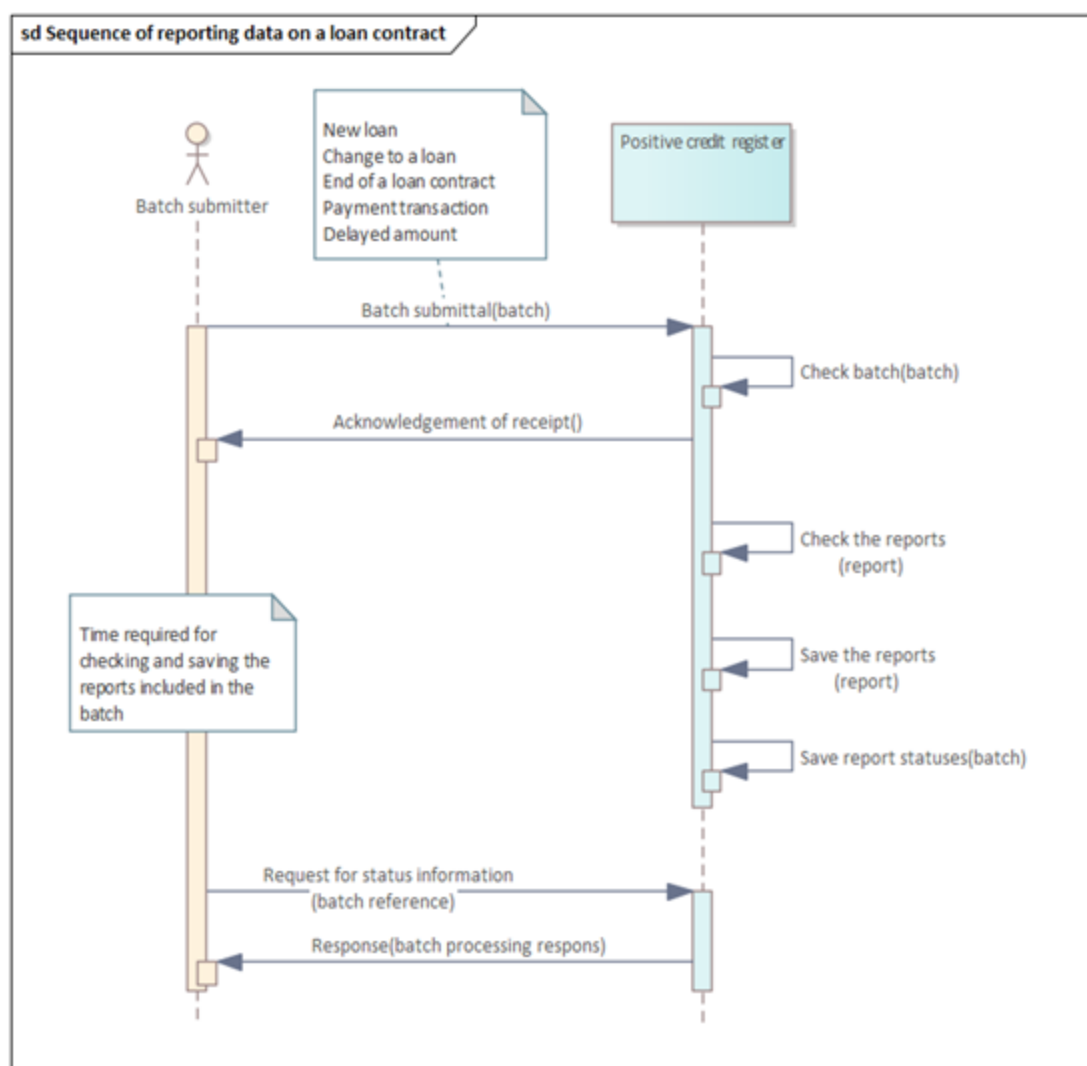 sd Sequence of reporting data on a loan contract
New loan
Change to a loan
End of a loan contract
Payment transaction
Delayed amount
Positive credit register
Batch submitter
Batch submittal(batch)
Check batch(batch)
Acknowledgement of receipt()
Check the reports
(report)
Time required for
checking and saving the
reports included in the
batch
Save the reports
(report)
Save report statuses(batch)
Request for status information
(batch reference)
Response(batch processing respons)